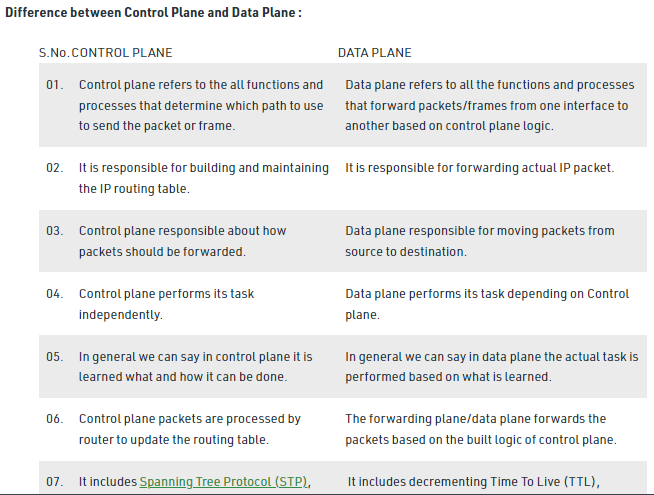 Difference between Control Plane and Data Plane :
S.No. CONTROL PLANE DATA PLANE
01. Control plane refers to the all functions and Data plane refers to all the functions and processes
processes that determine which path to use that forward packets/frames from one interface to
to send the packet or frame. another based on control plane logic.
02. It is responsible for building and maintaining It is responsible for forwarding actual IP packet.
the IP routing table.
03. Control plane responsible about how Data plane responsible for moving packets from
packets should be forwarded. source to destination.
04. Control plane performs its task Data plane performs its task depending on Control
independently. plane.
05. In general we can say in control plane it is In general we can say in data plane the actual task is
learned what and how it can be done. performed based on what is learned.
06. Control plane packets are processed by The forwarding plane/data plane forwards the
router to update the routing table. packets based on the built logic of control plane.
07. It includes Spanning Tree Protocol (STP), It includes decrementing Time To Live (TTL),